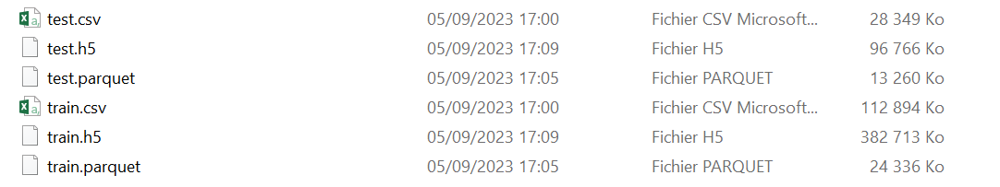 test.csv 05/09/2023 17:00 Fichier CSV Microsoft... 28 349 Ko
test.h5 05/09/2023 17:09 Fichier H5 96 766 Ko
test.parquet 05/09/2023 17:05 Fichier PARQUET 13 260 Ko
train.csv 05/09/2023 17:00 Fichier CSV Microsoft... 112 894 Ko
train.h5 05/09/2023 17:09 Fichier H5 382 713 Ko
train.parquet 05/09/2023 17:05 Fichier PARQUET 24 336 Ko